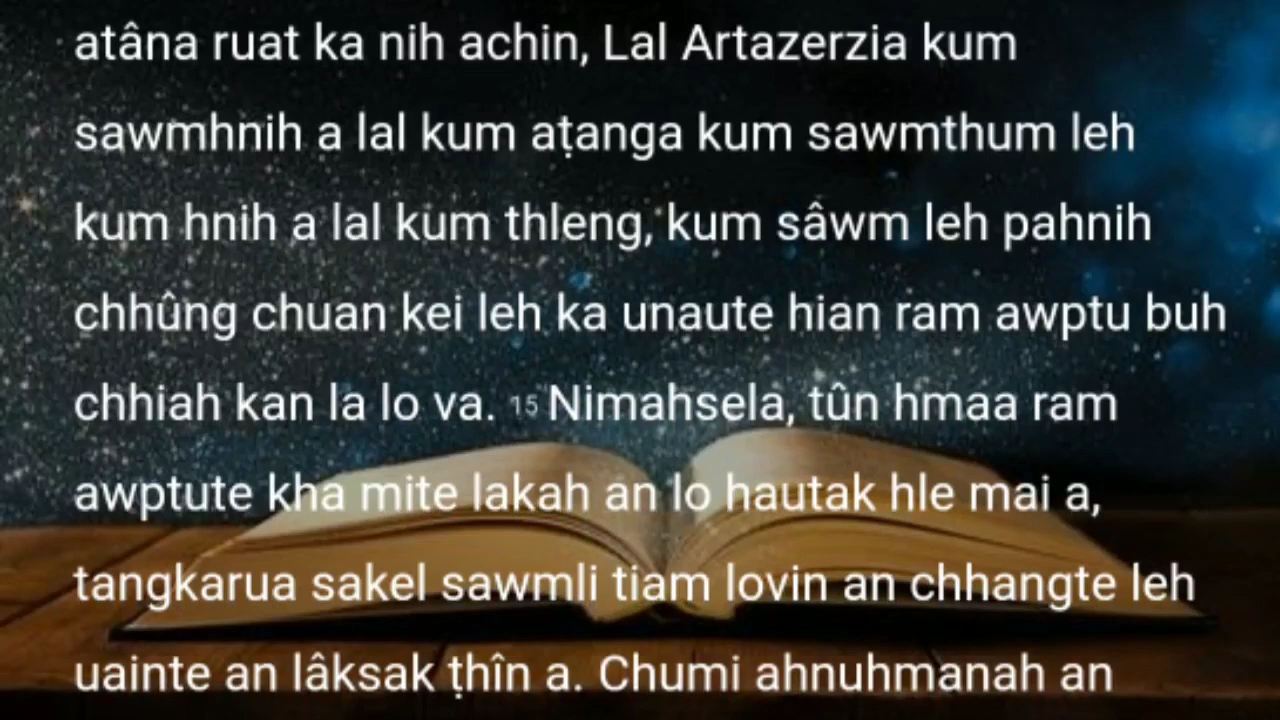 atâna ruat ka nih achin, Lal Artazerzia kum
sawmhnih a lal kum aṭanga kum sawmthum leh
kum hnih a lal kum thleng, kum sâwm leh pahnih
chhûng chuan kei leh ka unaute hian ram awptu buh
chhiah kan la lo va. 15 Nimahsela, tûn hmaa ram
awptute kha mite lakah an lo hautak hle mai a,
tangkarua sakel sawmli tiam lovin an chhangte leh
uainte an lâksak ṭhîn a. Chumi ahnuhmanah an